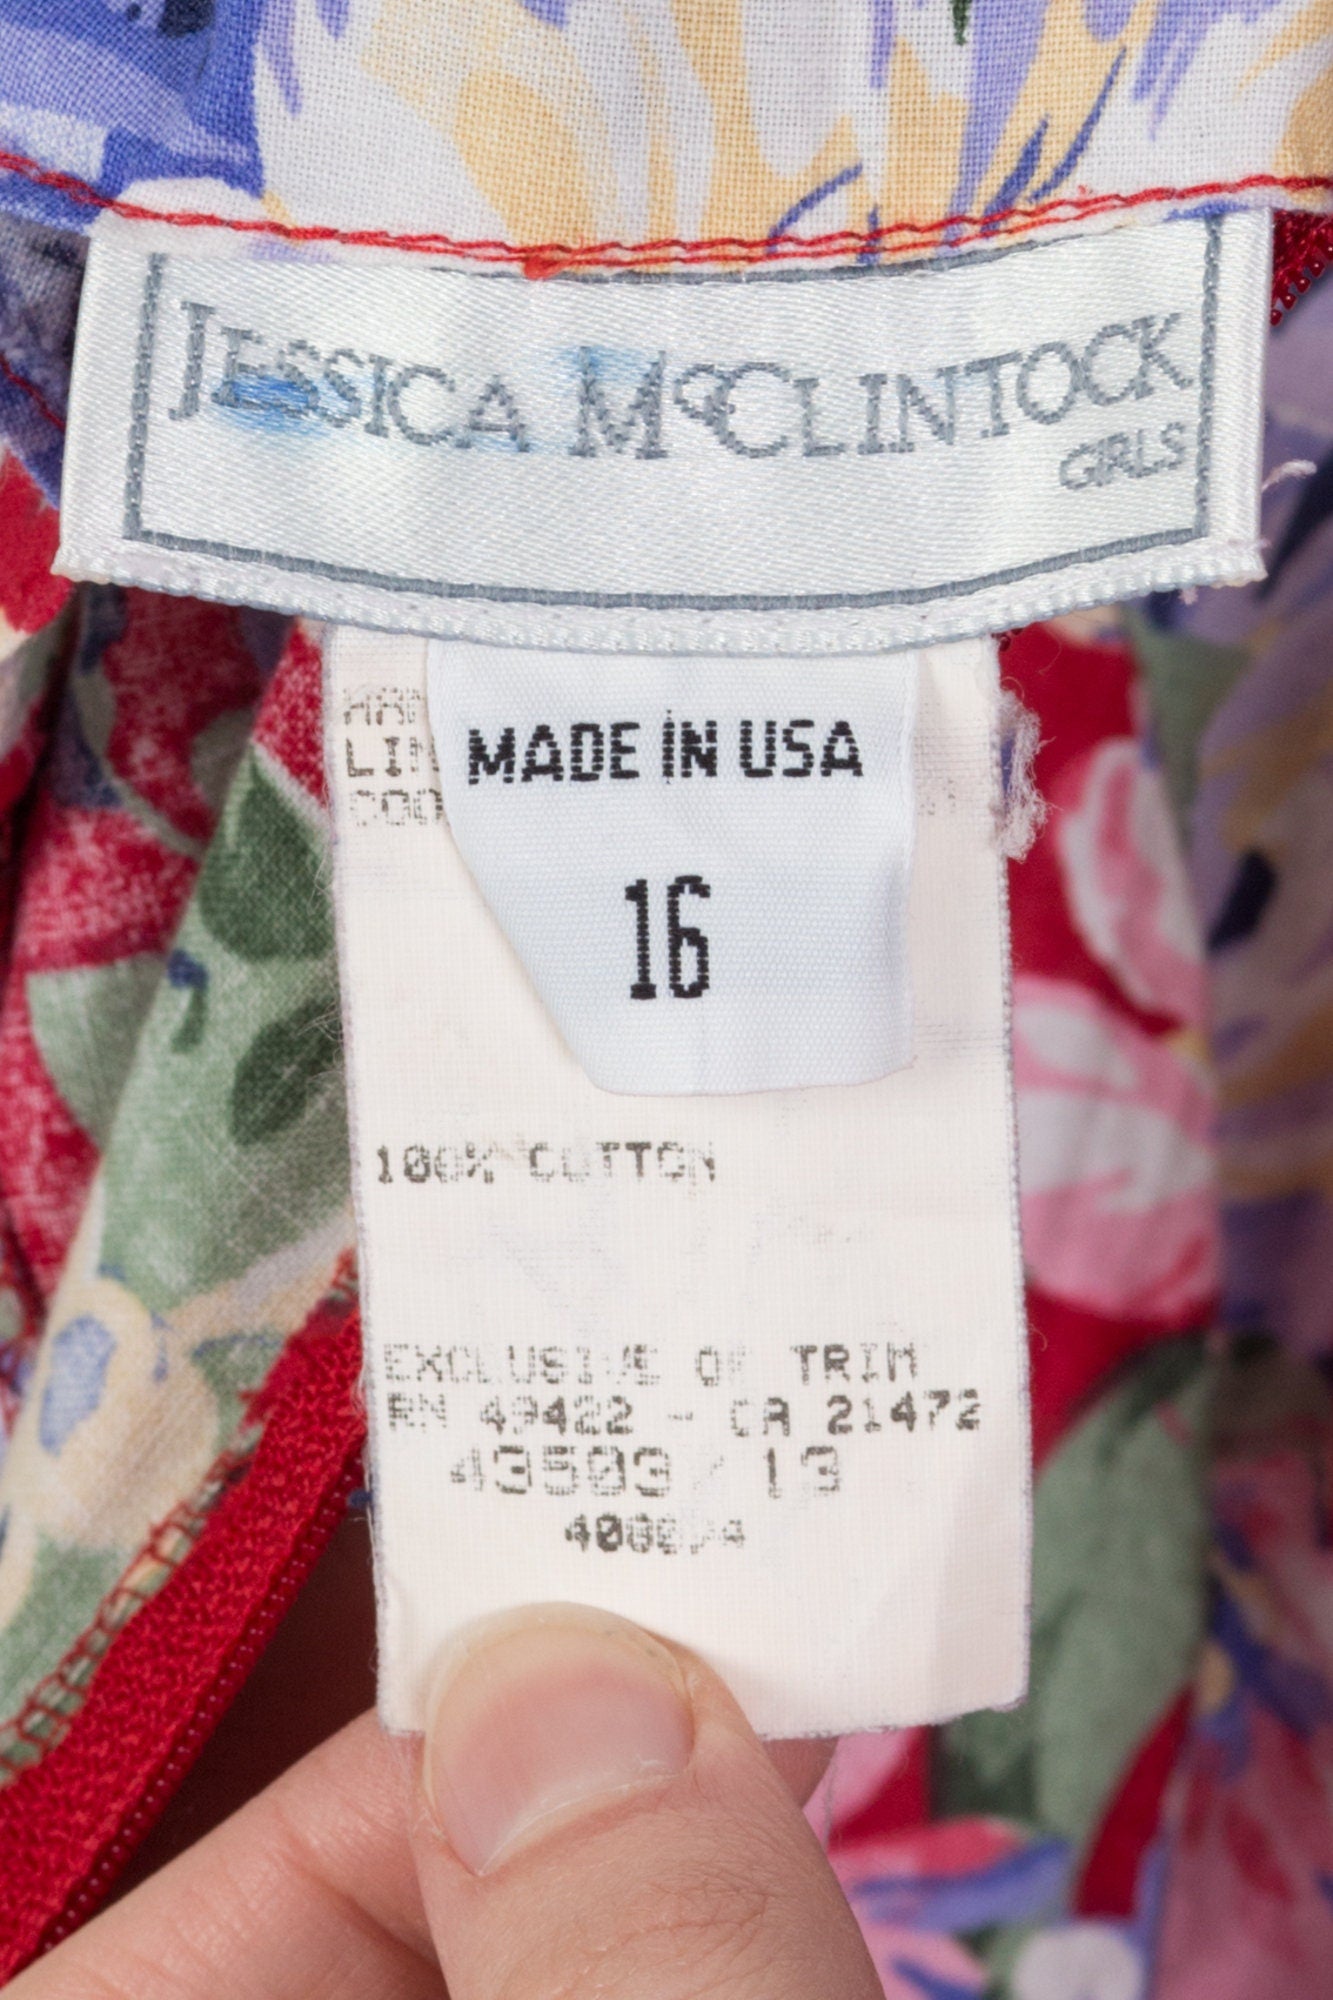 JESSICA MCCLINTOCK
GIRLS
MADE IN USA
16
100% COTTON
EXCLUSIVE OF TRIM
RN 49422 - CA 21472
43503 / 13